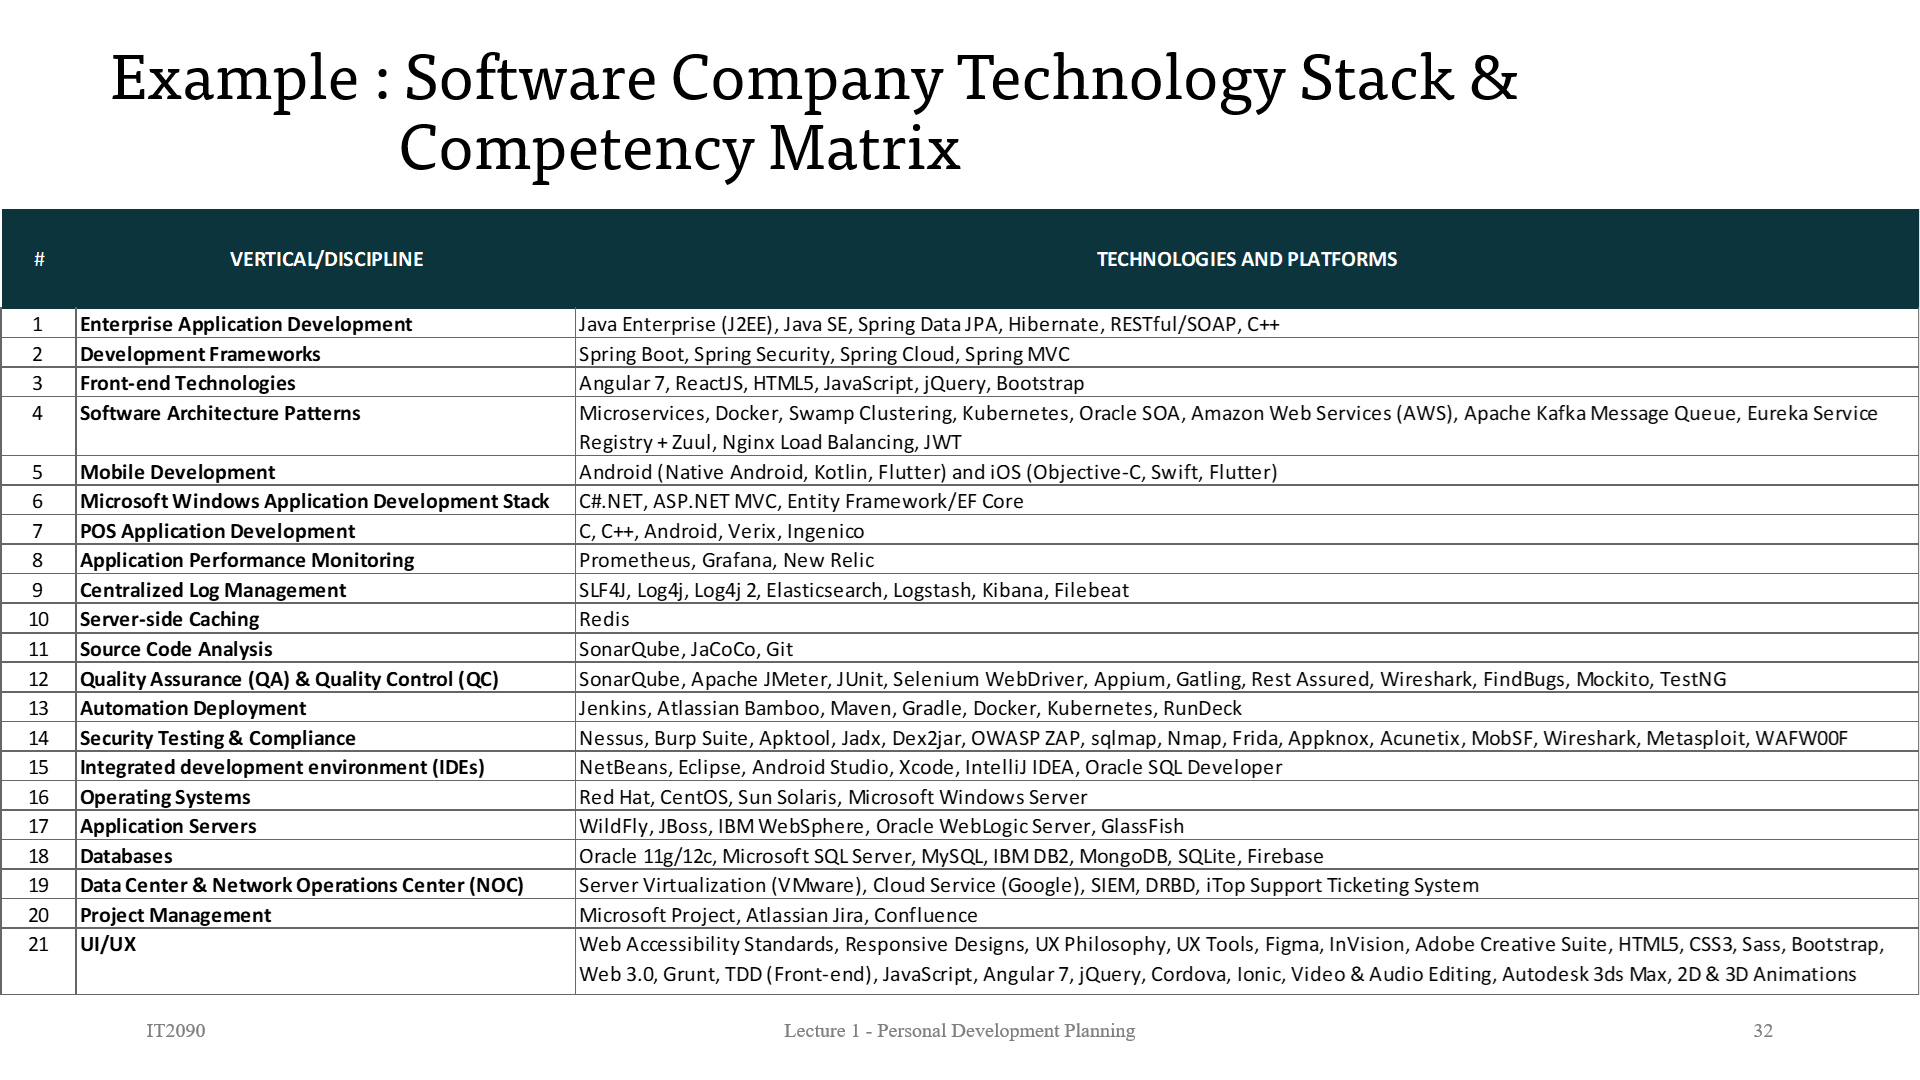 Example : Software Company Technology Stack &
Competency Matrix
# VERTICAL/DISCIPLINE TECHNOLOGIES AND PLATFORMS
1 Enterprise Application Development Java Enterprise (J2EE), Java SE, Spring Data JPA, Hibernate, RESTful/SOAP, C++
2 Development Frameworks Spring Boot, Spring Security, Spring Cloud, Spring MVC
3 Front-end Technologies Angular 7, ReactJS, HTML5, JavaScript, jQuery, Bootstrap
4 Software Architecture Patterns Microservices, Docker, Swamp Clustering, Kubernetes, Oracle SOA, Amazon Web Services (AWS), Apache Kafka Message Queue, Eureka Service
Registry + Zuul, Nginx Load Balancing, JWT
5 Mobile Development Android (Native Android, Kotlin, Flutter) and iOS (Objective-C, Swift, Flutter)
6 Microsoft Windows Application Development Stack C#.NET, ASP.NET MVC, Entity Framework/EF Core
7 POS Application Development C, C++, Android, Verix, Ingenico
8 Application Performance Monitoring Prometheus, Grafana, New Relic
9 Centralized Log Management SLF4J, Log4j, Log4j 2, Elasticsearch, Logstash, Kibana, Filebeat
10 Server-side Caching Redis
11 Source Code Analysis SonarQube, JaCoCo, Git
12 Quality Assurance (QA) & Quality Control (QC) SonarQube, Apache JMeter, JUnit, Selenium WebDriver, Appium, Gatling, Rest Assured, Wireshark, FindBugs, Mockito, TestNG
13 Automation Deployment Jenkins, Atlassian Bamboo, Maven, Gradle, Docker, Kubernetes, RunDeck
14 Security Testing & Compliance Nessus, Burp Suite, Apktool, Jadx, Dex2jar, OWASP ZAP, sqlmap, Nmap, Frida, Appknox, Acunetix, MobSF, Wireshark, Metasploit, WAFW00F
15 Integrated development environment (IDEs) NetBeans, Eclipse, Android Studio, Xcode, IntelliJ IDEA, Oracle SQL Developer
16 Operating Systems Red Hat, CentOS, Sun Solaris, Microsoft Windows Server
17 Application Servers WildFly, JBoss, IBM WebSphere, Oracle WebLogic Server, GlassFish
18 Databases Oracle 11g/12c, Microsoft SQL Server, MySQL, IBM DB2, MongoDB, SQLite, Firebase
19 Data Center & Network Operations Center (NOC) Server Virtualization (VMware), Cloud Service (Google), SIEM, DRBD, iTop Support Ticketing System
20 Project Management Microsoft Project, Atlassian Jira, Confluence
21 UI/UX Web Accessibility Standards, Responsive Designs, UX Philosophy, UX Tools, Figma, InVision, Adobe Creative Suite, HTML5, CSS3, Sass, Bootstrap,
Web 3.0, Grunt, TDD (Front-end), JavaScript, Angular 7, jQuery, Cordova, Ionic, Video & Audio Editing, Autodesk 3ds Max, 2D & 3D Animations
IT2090 Lecture 1 - Personal Development Planning 32